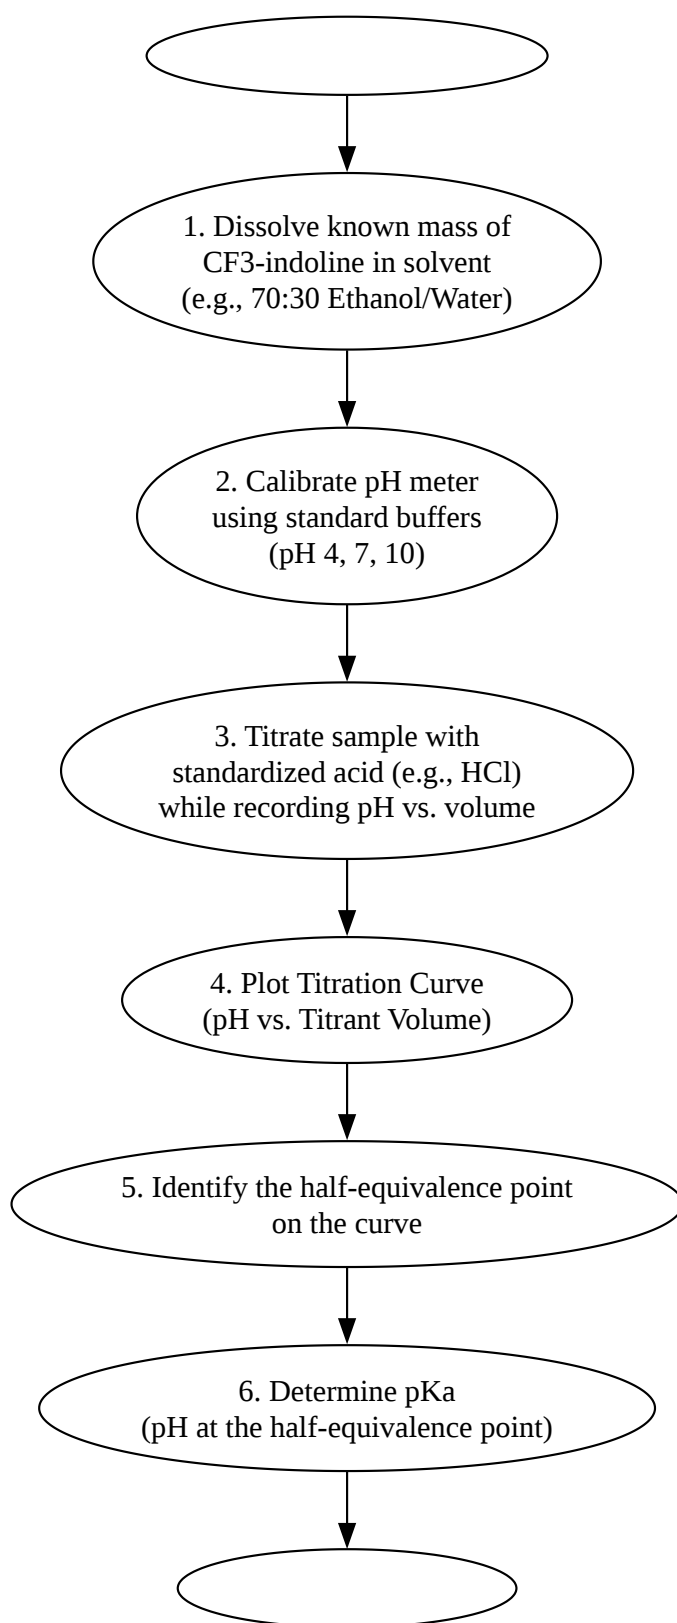 1. Dissolve known mass of
CF3-indoline in solvent
(e.g., 70:30 Ethanol/Water)
2. Calibrate pH meter
using standard buffers
(pH 4, 7, 10)
3. Titrate sample with
standardized acid (e.g., HCl)
while recording pH vs. volume
4. Plot Titration Curve
(pH vs. Titrant Volume)
5. Identify the half-equivalence point
on the curve
6. Determine pKa
(pH at the half-equivalence point)